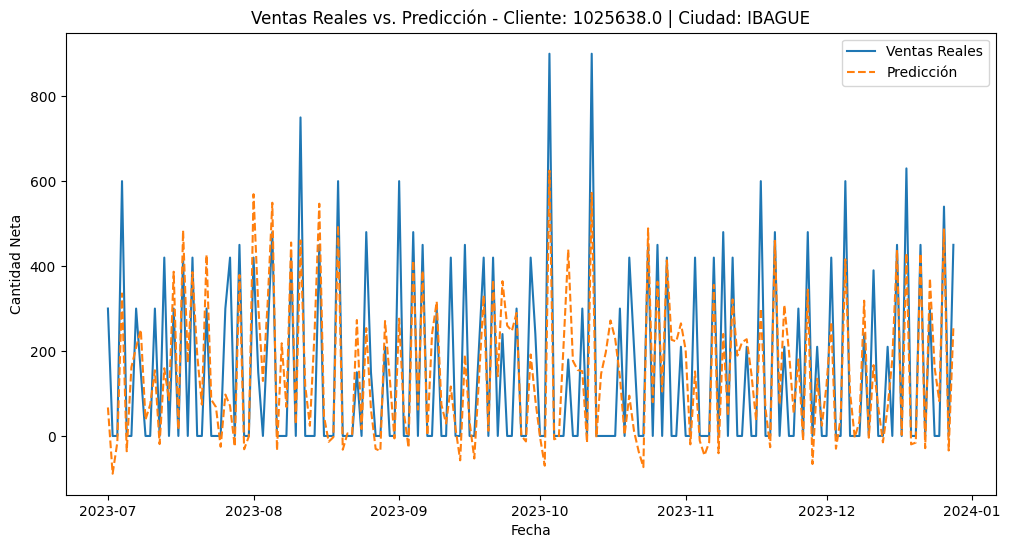 Ventas Reales vs. Predicción - Cliente: 1025638.0 | Ciudad: IBAGUE
Ventas Reales
Predicción
Cantidad Neta
800
600
400
200
0
2023-07
2023-08
2023-09
2023-10
2023-11
2023-12
2024-01
Fecha